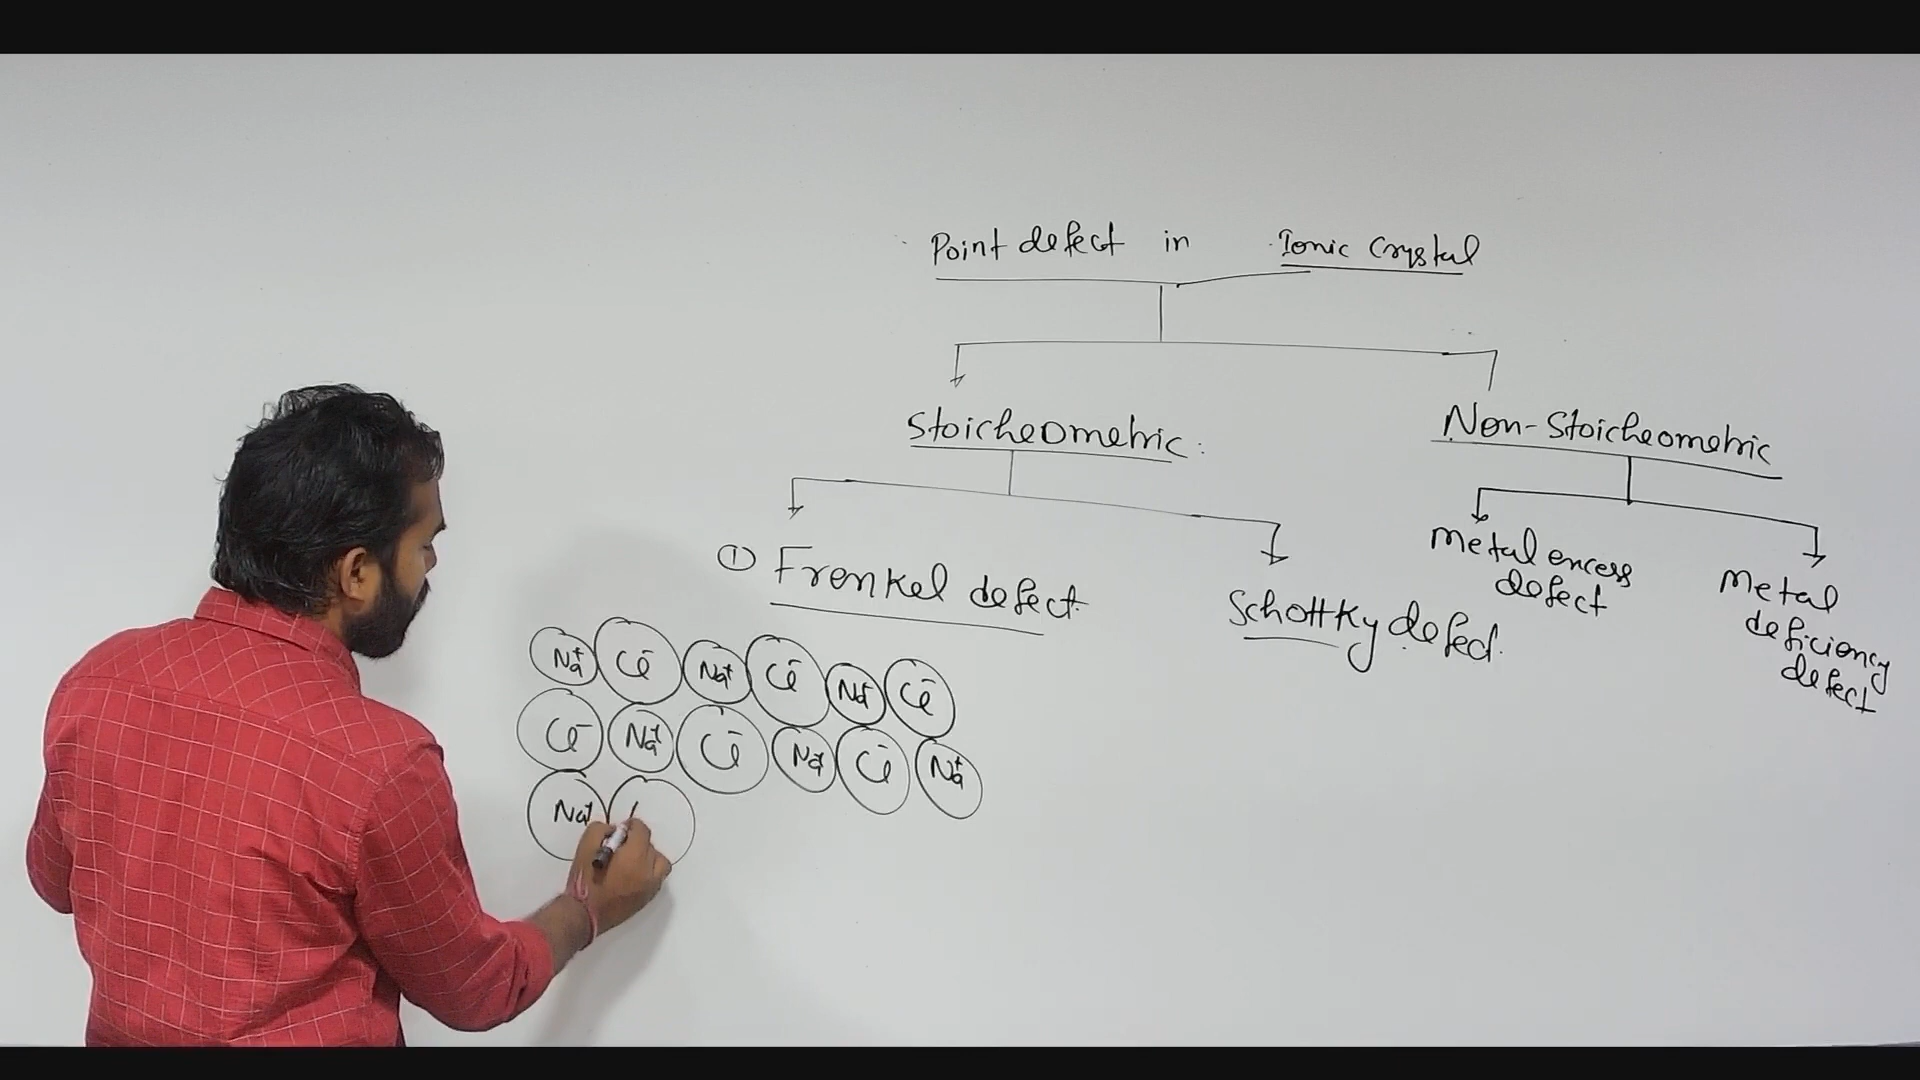 Point defect in Ionic Crystal
Stoicheometric :
Non-Stoicheometric
① Frenkel defect
Schottky defect.
Metal excess
defect
Metal
deficiency
defect
Na⁺ Cl⁻ Na⁺ Cl⁻ Na⁺ Cl⁻
Cl⁻ Na⁺ Cl⁻ Na⁺ Cl⁻ Na⁺
Na⁺